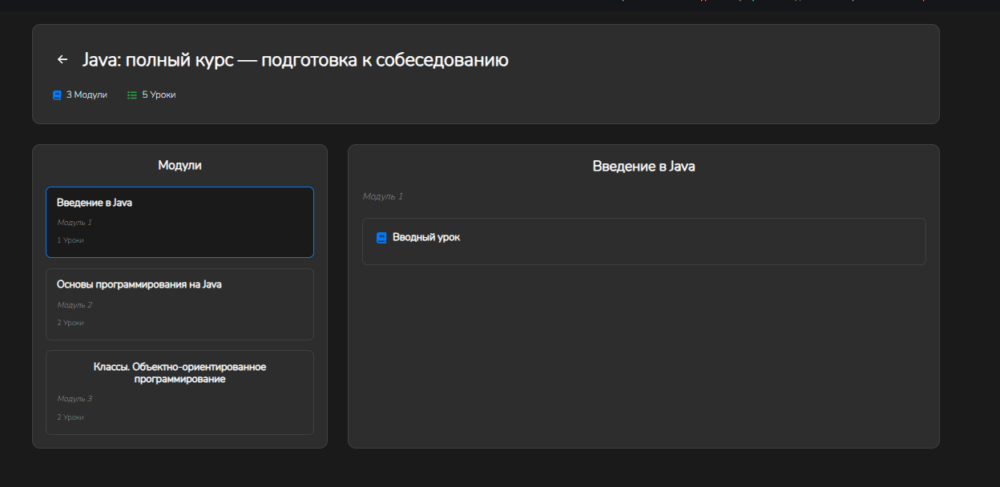 Java: полный курс — подготовка к собеседованию
3 Модули
5 Уроки
Модули
Введение в Java
Модуль 1
1 Уроки
Основы программирования на Java
Модуль 2
2 Уроки
Классы. Объектно-ориентированное
программирование
Модуль 3
2 Уроки
Введение в Java
Модуль 1
Вводный урок